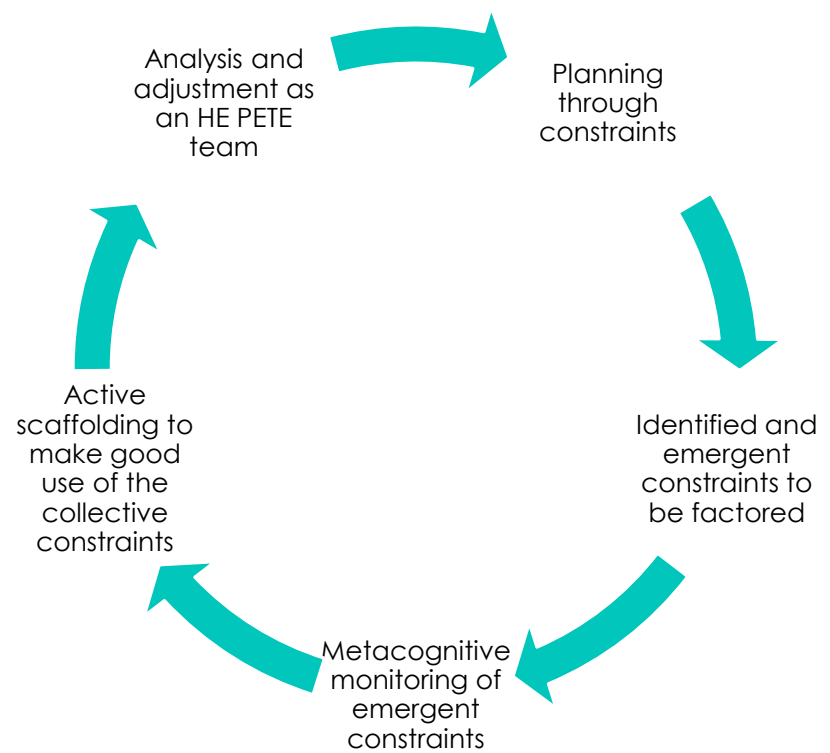 Analysis and
adjustment as
an HE PETE
team
Planning
through
constraints
Identified and
emergent
constraints to
be factored
Metacognitive
monitoring of
emergent
constraints
Active
scaffolding to
make good
use of the
collective
constraints